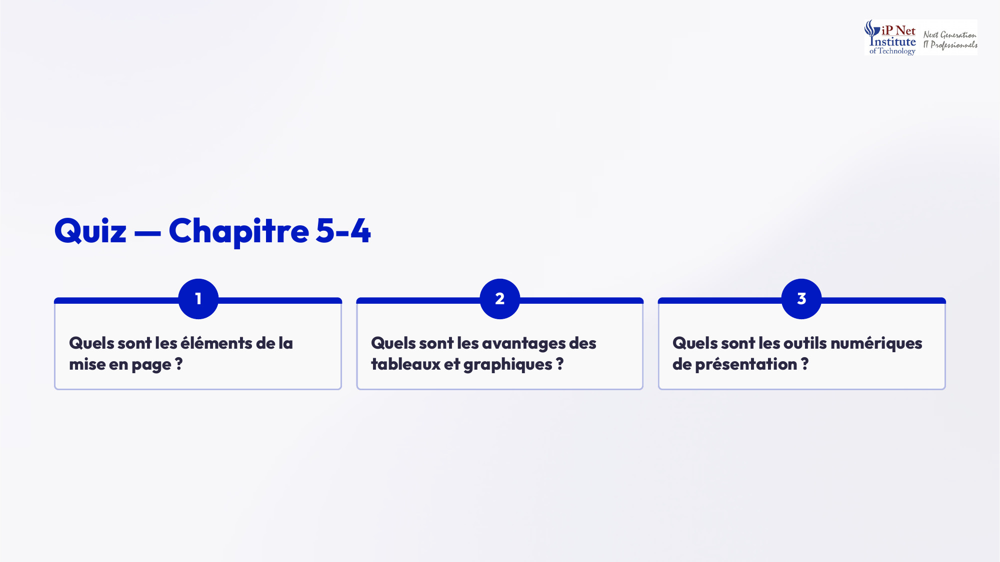 iP Net
Institute
of Technology
Next Generation
IT Professionnels
Quiz — Chapitre 5-4
1
Quels sont les éléments de la
mise en page ?
2
Quels sont les avantages des
tableaux et graphiques ?
3
Quels sont les outils numériques
de présentation ?